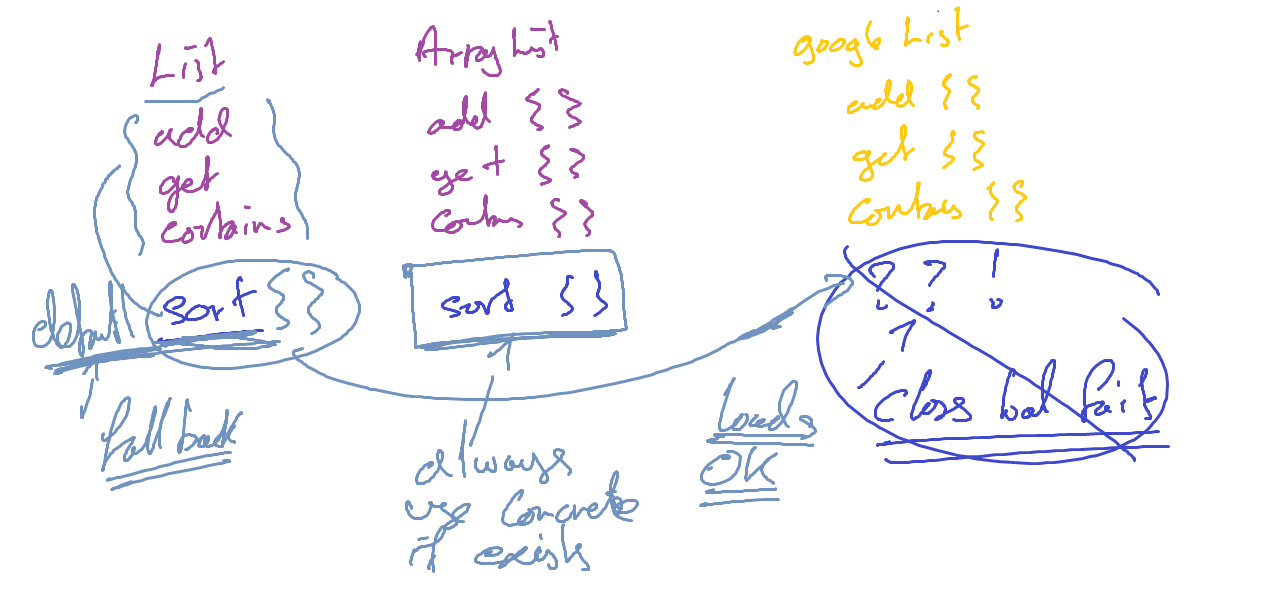 List
add
get
contains
default sort {}
fall back
ArrayList
add {}
get {}
contains {}
sort {}
always
use concrete
if exists
google List
add {}
get {}
contains {}
? ? !
class load fails
loads
OK